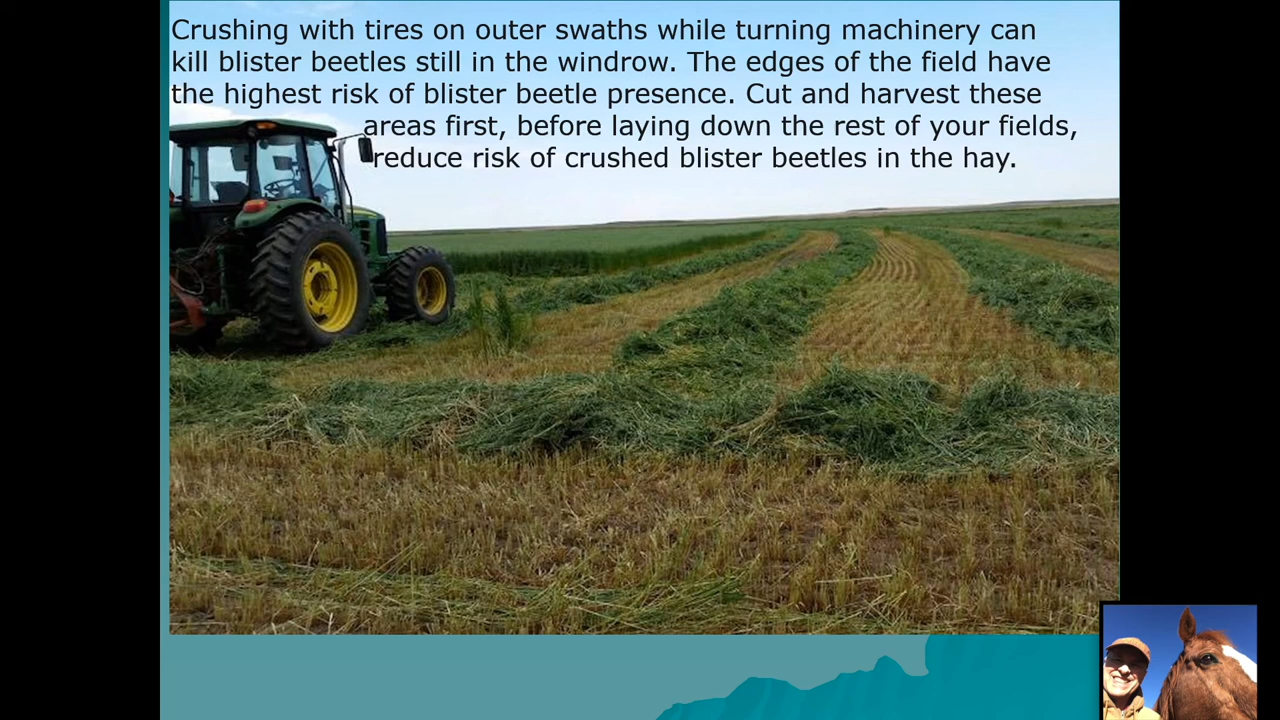 Crushing with tires on outer swaths while turning machinery can
kill blister beetles still in the windrow. The edges of the field have
the highest risk of blister beetle presence. Cut and harvest these
areas first, before laying down the rest of your fields,
reduce risk of crushed blister beetles in the hay.